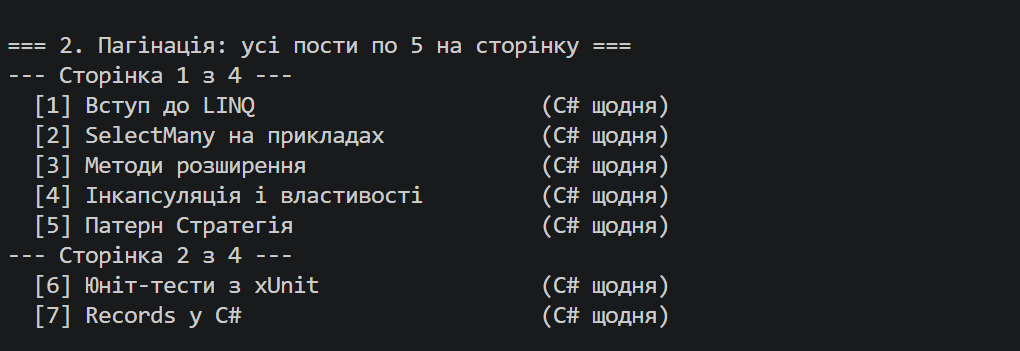 === 2. Пагінація: усі пости по 5 на сторінку ===
--- Сторінка 1 з 4 ---
[1] Вступ до LINQ (C# щодня)
[2] SelectMany на прикладах (C# щодня)
[3] Методи розширення (C# щодня)
[4] Інкапсуляція і властивості (C# щодня)
[5] Патерн Стратегія (C# щодня)
--- Сторінка 2 з 4 ---
[6] Юніт-тести з xUnit (C# щодня)
[7] Records у C# (C# щодня)